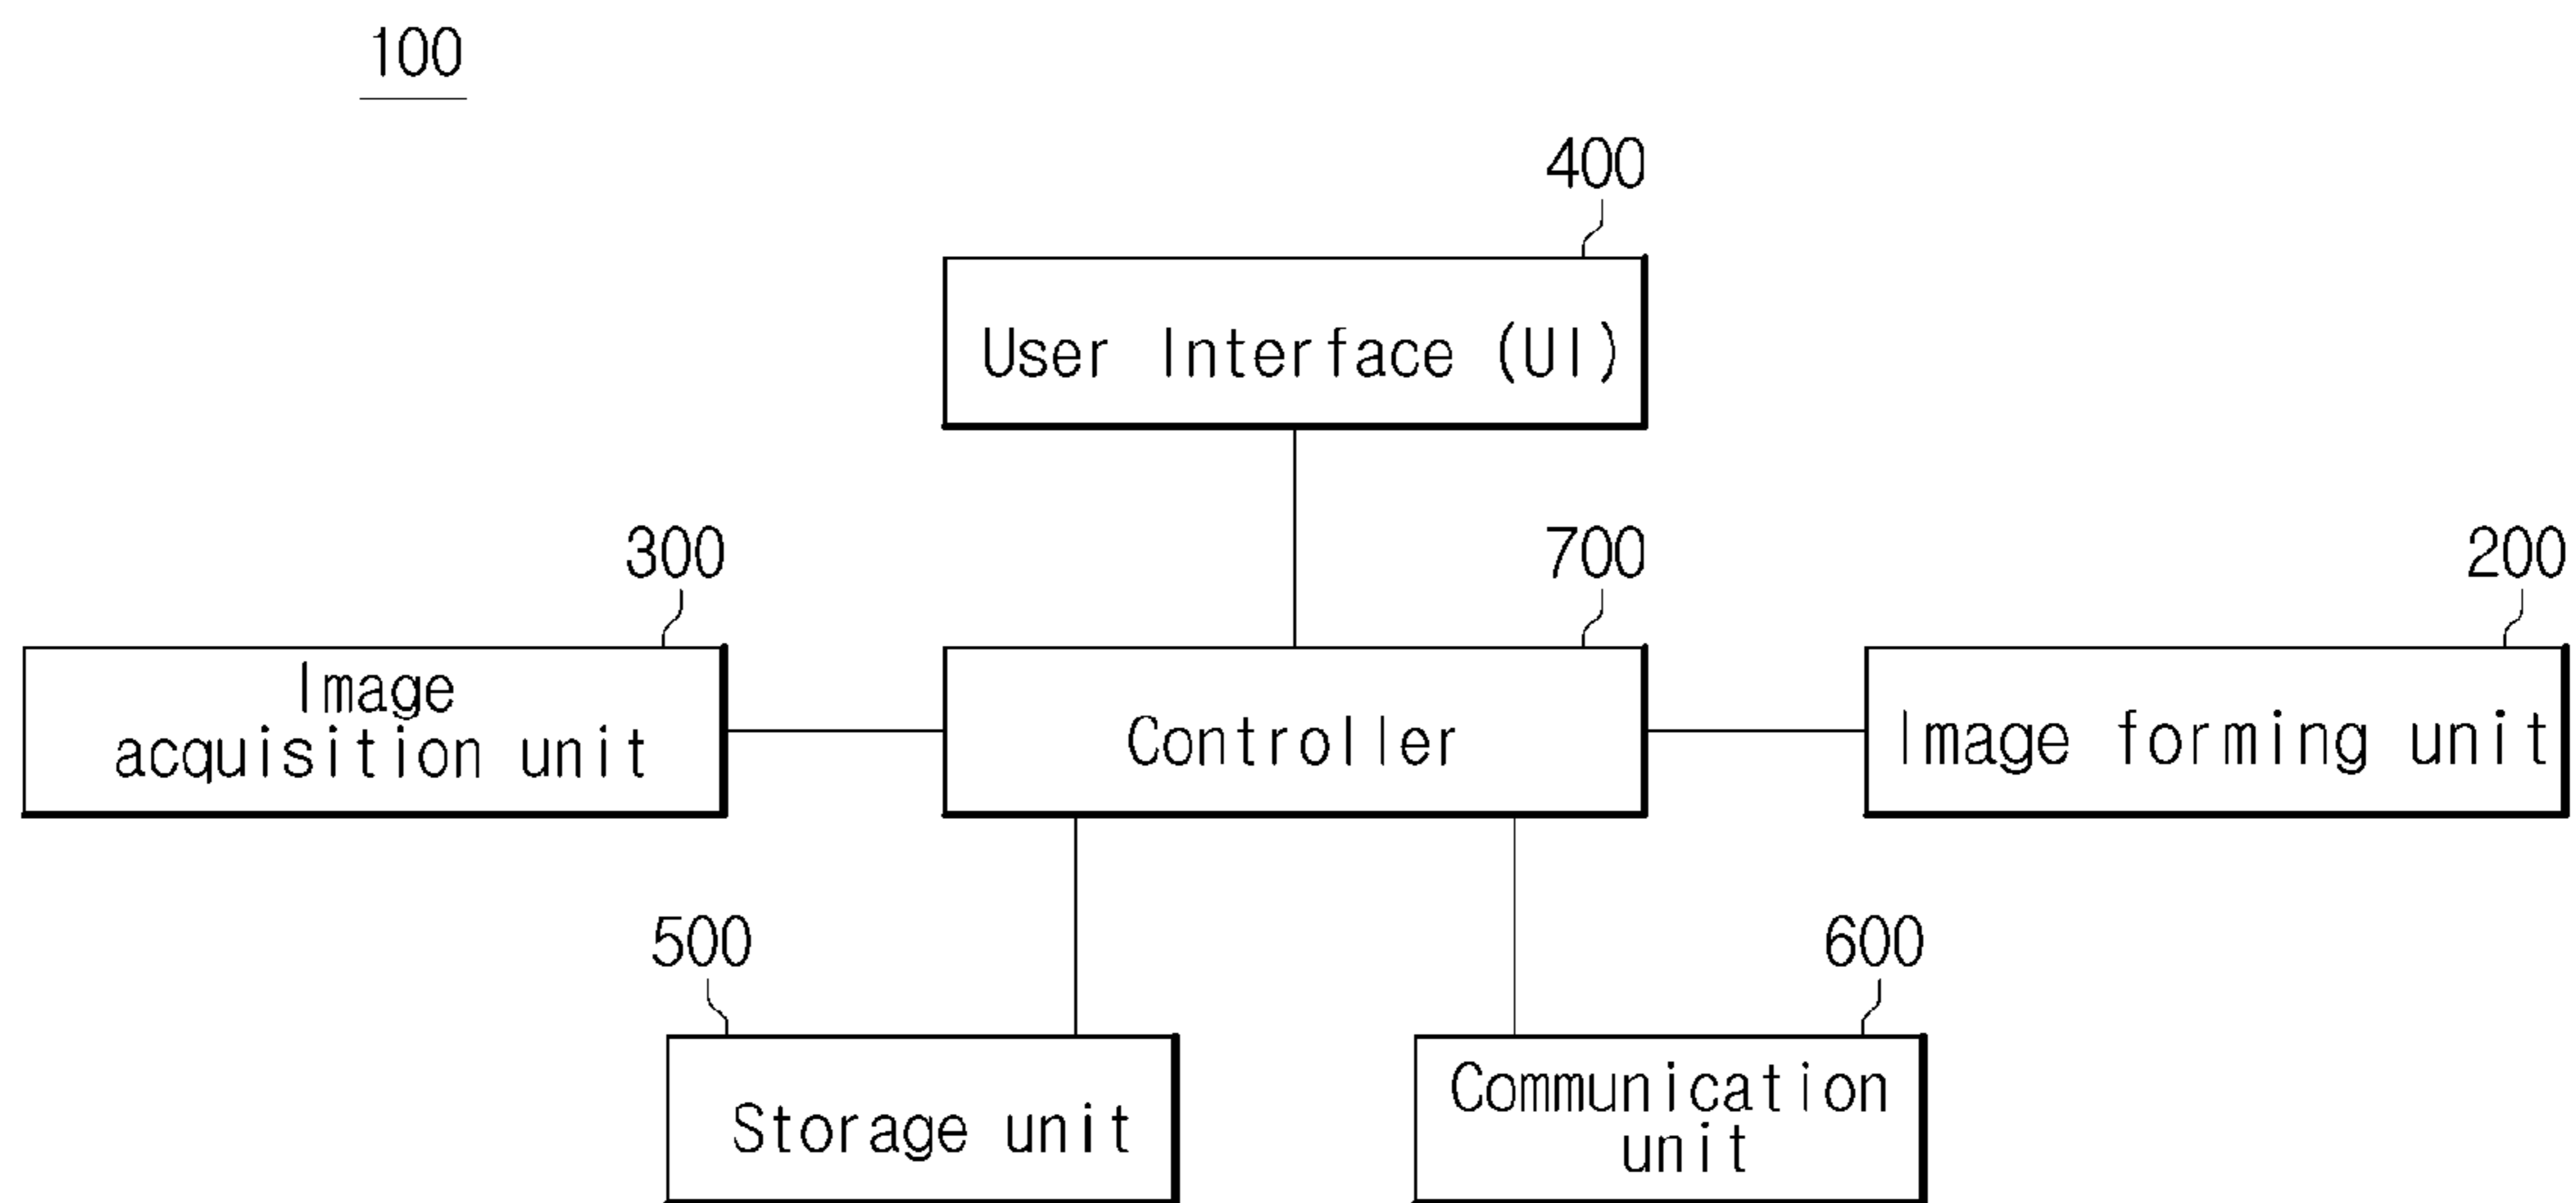 100
400
User Interface (UI)
300
700
200
Image
acquisition unit
Controller
Image forming unit
500
600
Storage unit
Communication
unit